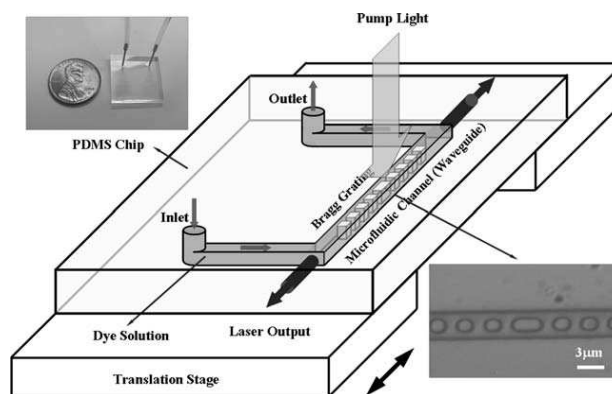 Pump Light
Outlet
PDMS Chip
Bragg Grating
Microfluidic Channel (Waveguide)
Inlet
Dye Solution
Laser Output
Translation Stage
3μm